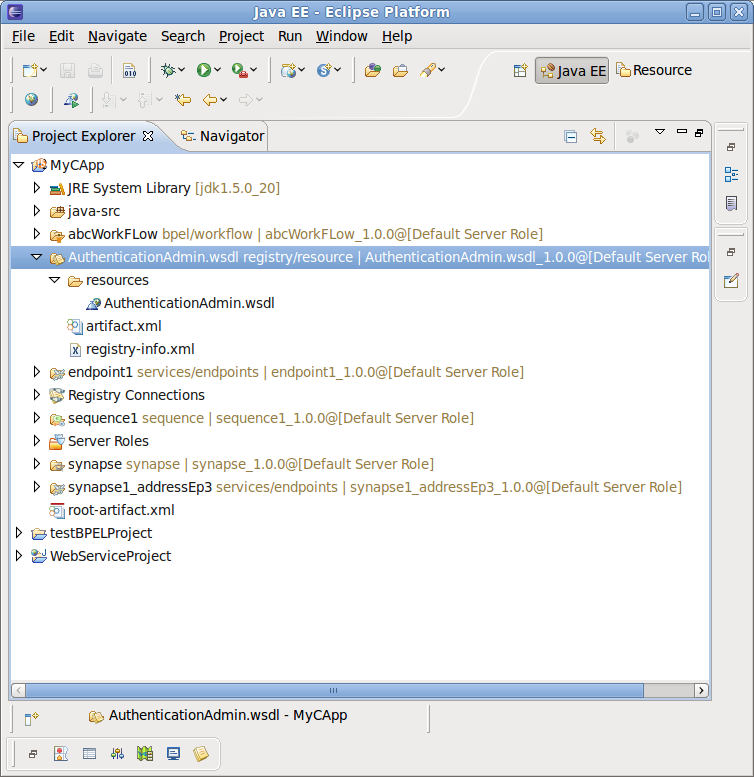 Java EE - Eclipse Platform
File Edit Navigate Search Project Run Window Help
010 Java EE Resource
Project Explorer Navigator
MyCApp
JRE System Library [jdk1.5.0_20]
java-src
abcWorkFLow bpel/workflow | abcWorkFLow_1.0.0@[Default Server Role]
AuthenticationAdmin.wsdl registry/resource | AuthenticationAdmin.wsdl_1.0.0@[Default Server Rol
resources
AuthenticationAdmin.wsdl
artifact.xml
registry-info.xml
endpoint1 services/endpoints | endpoint1_1.0.0@[Default Server Role]
Registry Connections
sequence1 sequence | sequence1_1.0.0@[Default Server Role]
Server Roles
synapse synapse | synapse_1.0.0@[Default Server Role]
synapse1_addressEp3 services/endpoints | synapse1_addressEp3_1.0.0@[Default Server Role]
root-artifact.xml
testBPELProject
WebServiceProject
AuthenticationAdmin.wsdl - MyCApp